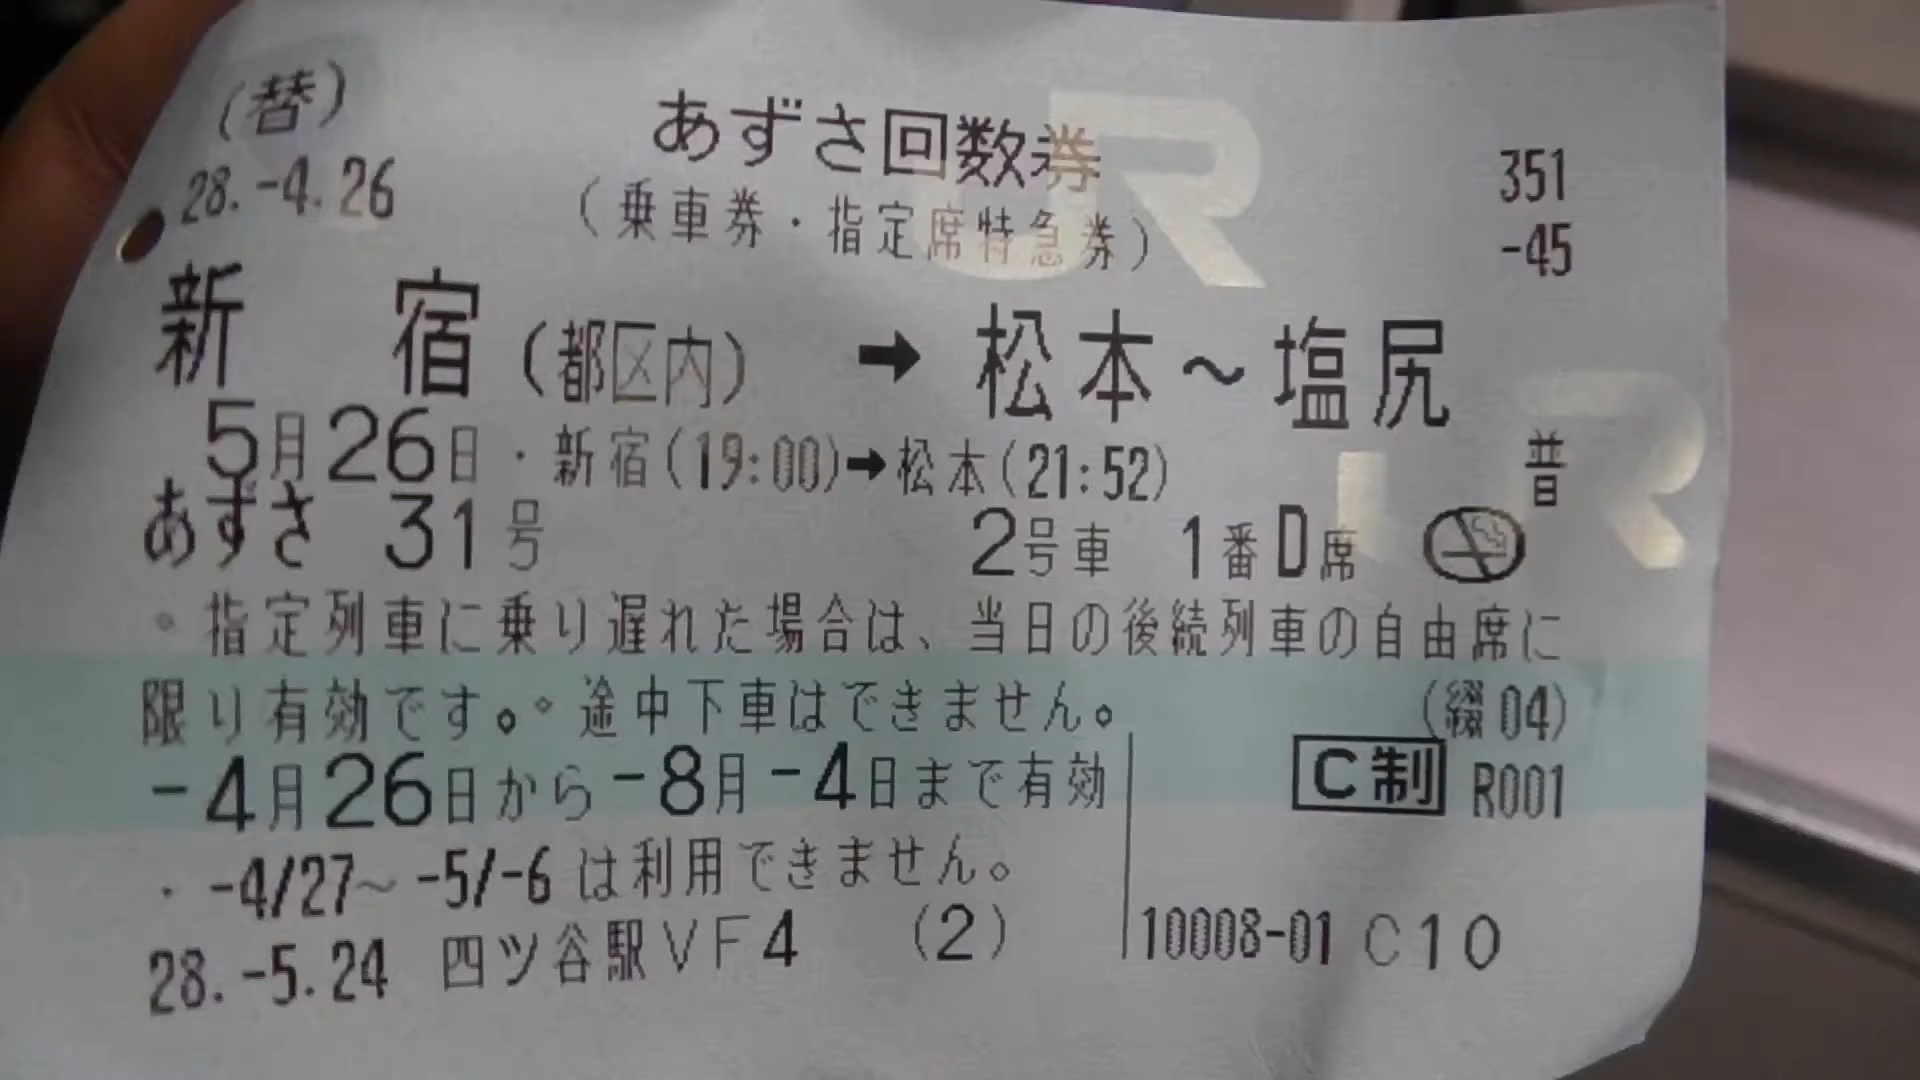 (替)
あずさ回数券
351
28.-4.26
(乗車券・指定席特急券)
-45
新宿(都区内)➡松本~塩尻
5月26日・新宿(19:00)➡松本(21:52)
普
あずさ 31号 2号車 1番D席
◦指定列車に乗り遅れた場合は、当日の後続列車の自由席に
限り有効です。◦途中下車はできません。
(綴04)
-4月26日から-8月-4日まで有効
C制 R001
・-4/27~-5/-6は利用できません。
28.-5.24 四ツ谷駅VF4 (2) 10008-01 C10
JR
JR